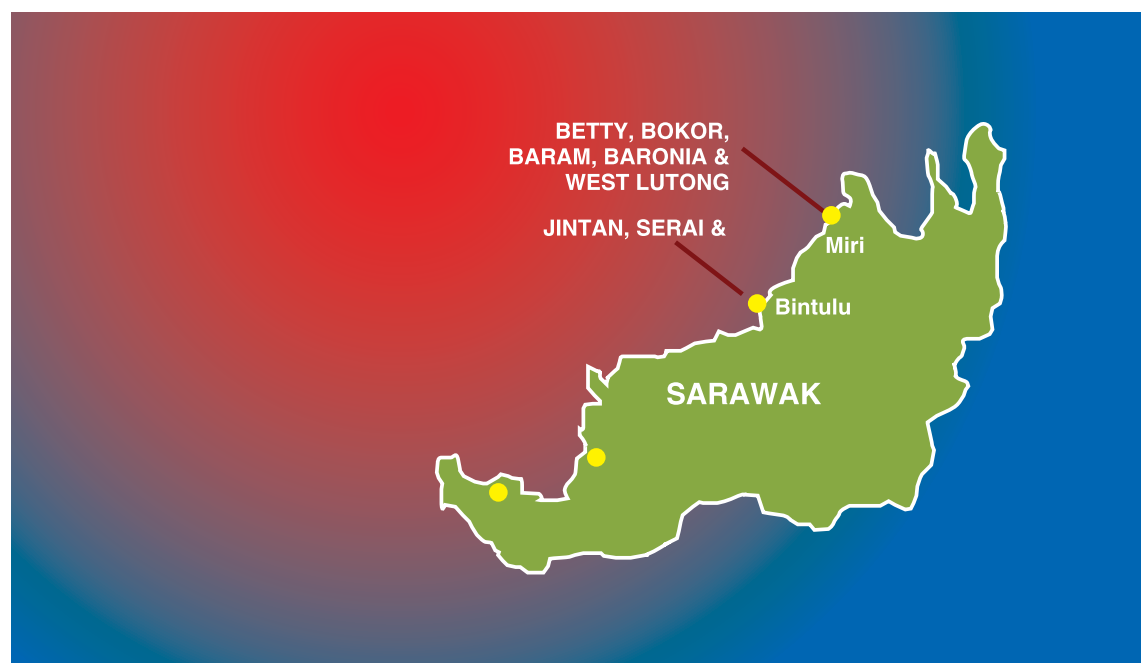 BETTY, BOKOR,
BARAM, BARONIA &
WEST LUTONG
JINTAN, SERAI &
Miri
Bintulu
SARAWAK